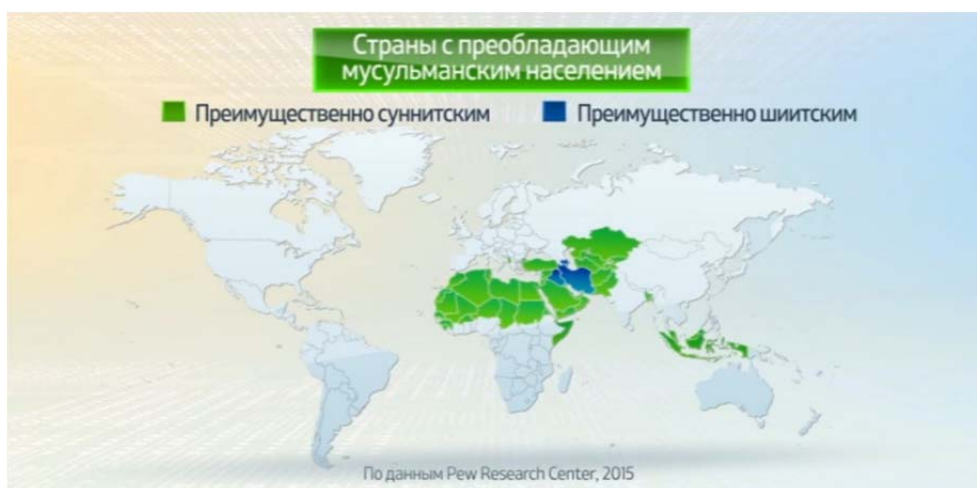 Страны с преобладающим
мусульманским населением
Преимущественно суннитским
Преимущественно шиитским
По данным Pew Research Center, 2015